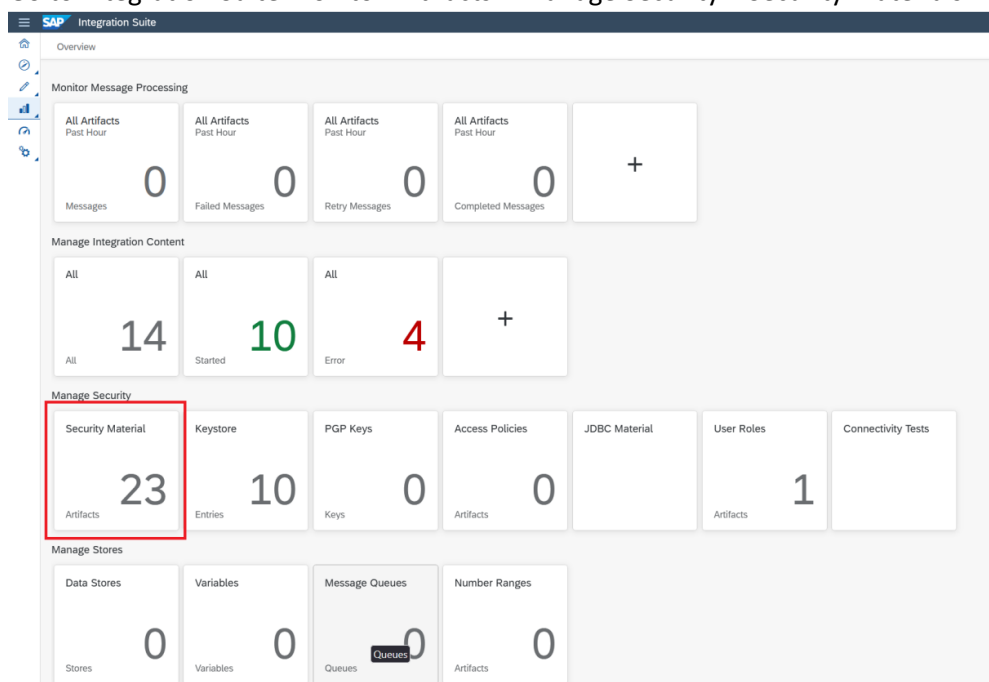 SAP Integration Suite
Overview
Monitor Message Processing
All Artifacts All Artifacts All Artifacts All Artifacts
Past Hour Past Hour Past Hour Past Hour
+
0 0 0 0
Messages Failed Messages Retry Messages Completed Messages
Manage Integration Content
All All All
+
14 10 4
All Started Error
Manage Security
Security Material Keystore PGP Keys Access Policies JDBC Material User Roles Connectivity Tests
23 10 0 0 1
Artifacts Entries Keys Artifacts Artifacts
Manage Stores
Data Stores Variables Message Queues Number Ranges
0 0 0 0
Queues
Stores Variables Queues Artifacts